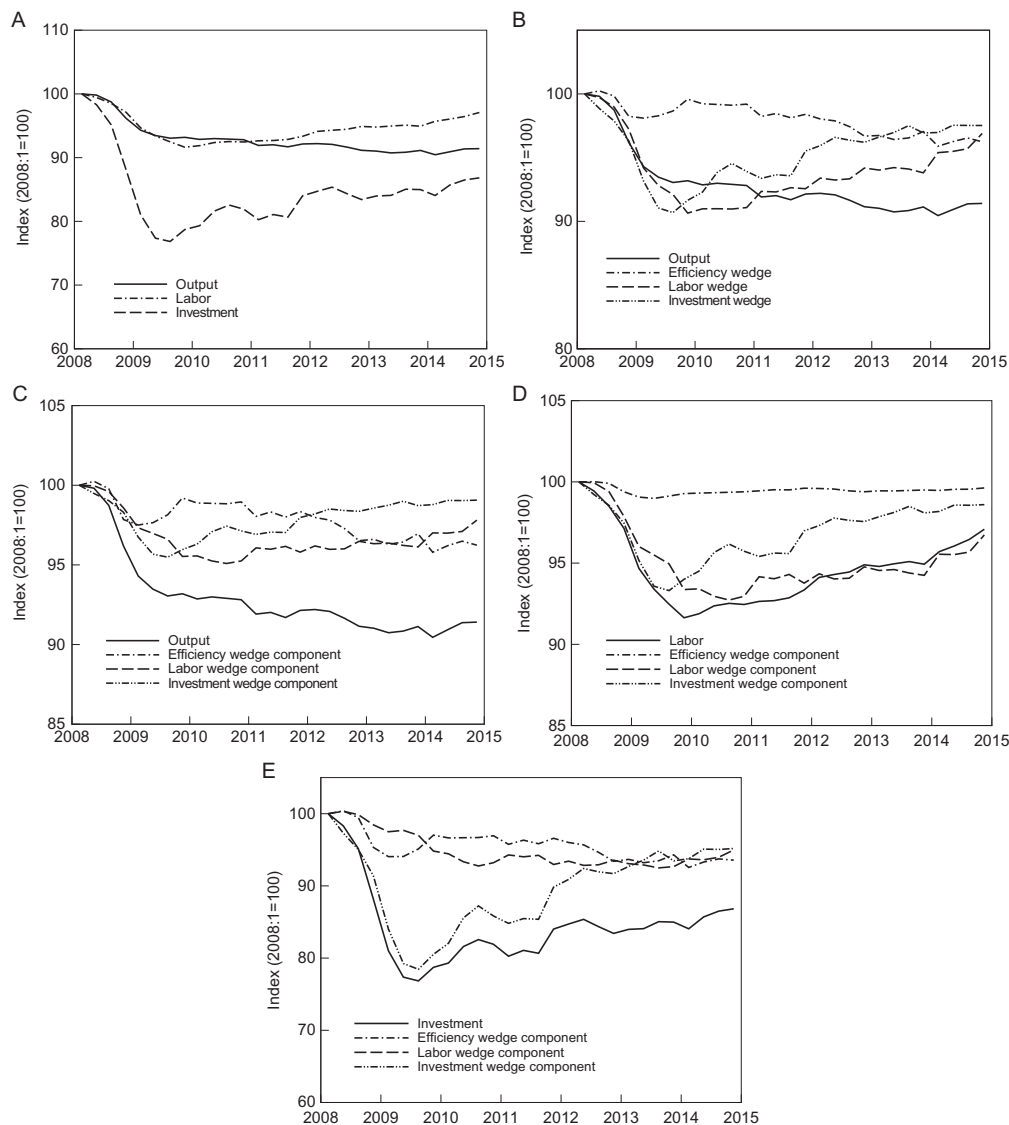 A
Index (2008:1=100)
110
100
90
80
70
60
Output
Labor
Investment
2008 2009 2010 2011 2012 2013 2014 2015
B
Index (2008:1=100)
100
90
80
Output
Efficiency wedge
Labor wedge
Investment wedge
2008 2009 2010 2011 2012 2013 2014 2015
C
Index (2008:1=100)
105
100
95
90
85
Output
Efficiency wedge component
Labor wedge component
Investment wedge component
2008 2009 2010 2011 2012 2013 2014 2015
D
Index (2008:1=100)
105
100
95
90
85
Labor
Efficiency wedge component
Labor wedge component
Investment wedge component
2008 2009 2010 2011 2012 2013 2014 2015
E
Index (2008:1=100)
100
90
80
70
60
Investment
Efficiency wedge component
Labor wedge component
Investment wedge component
2008 2009 2010 2011 2012 2013 2014 2015